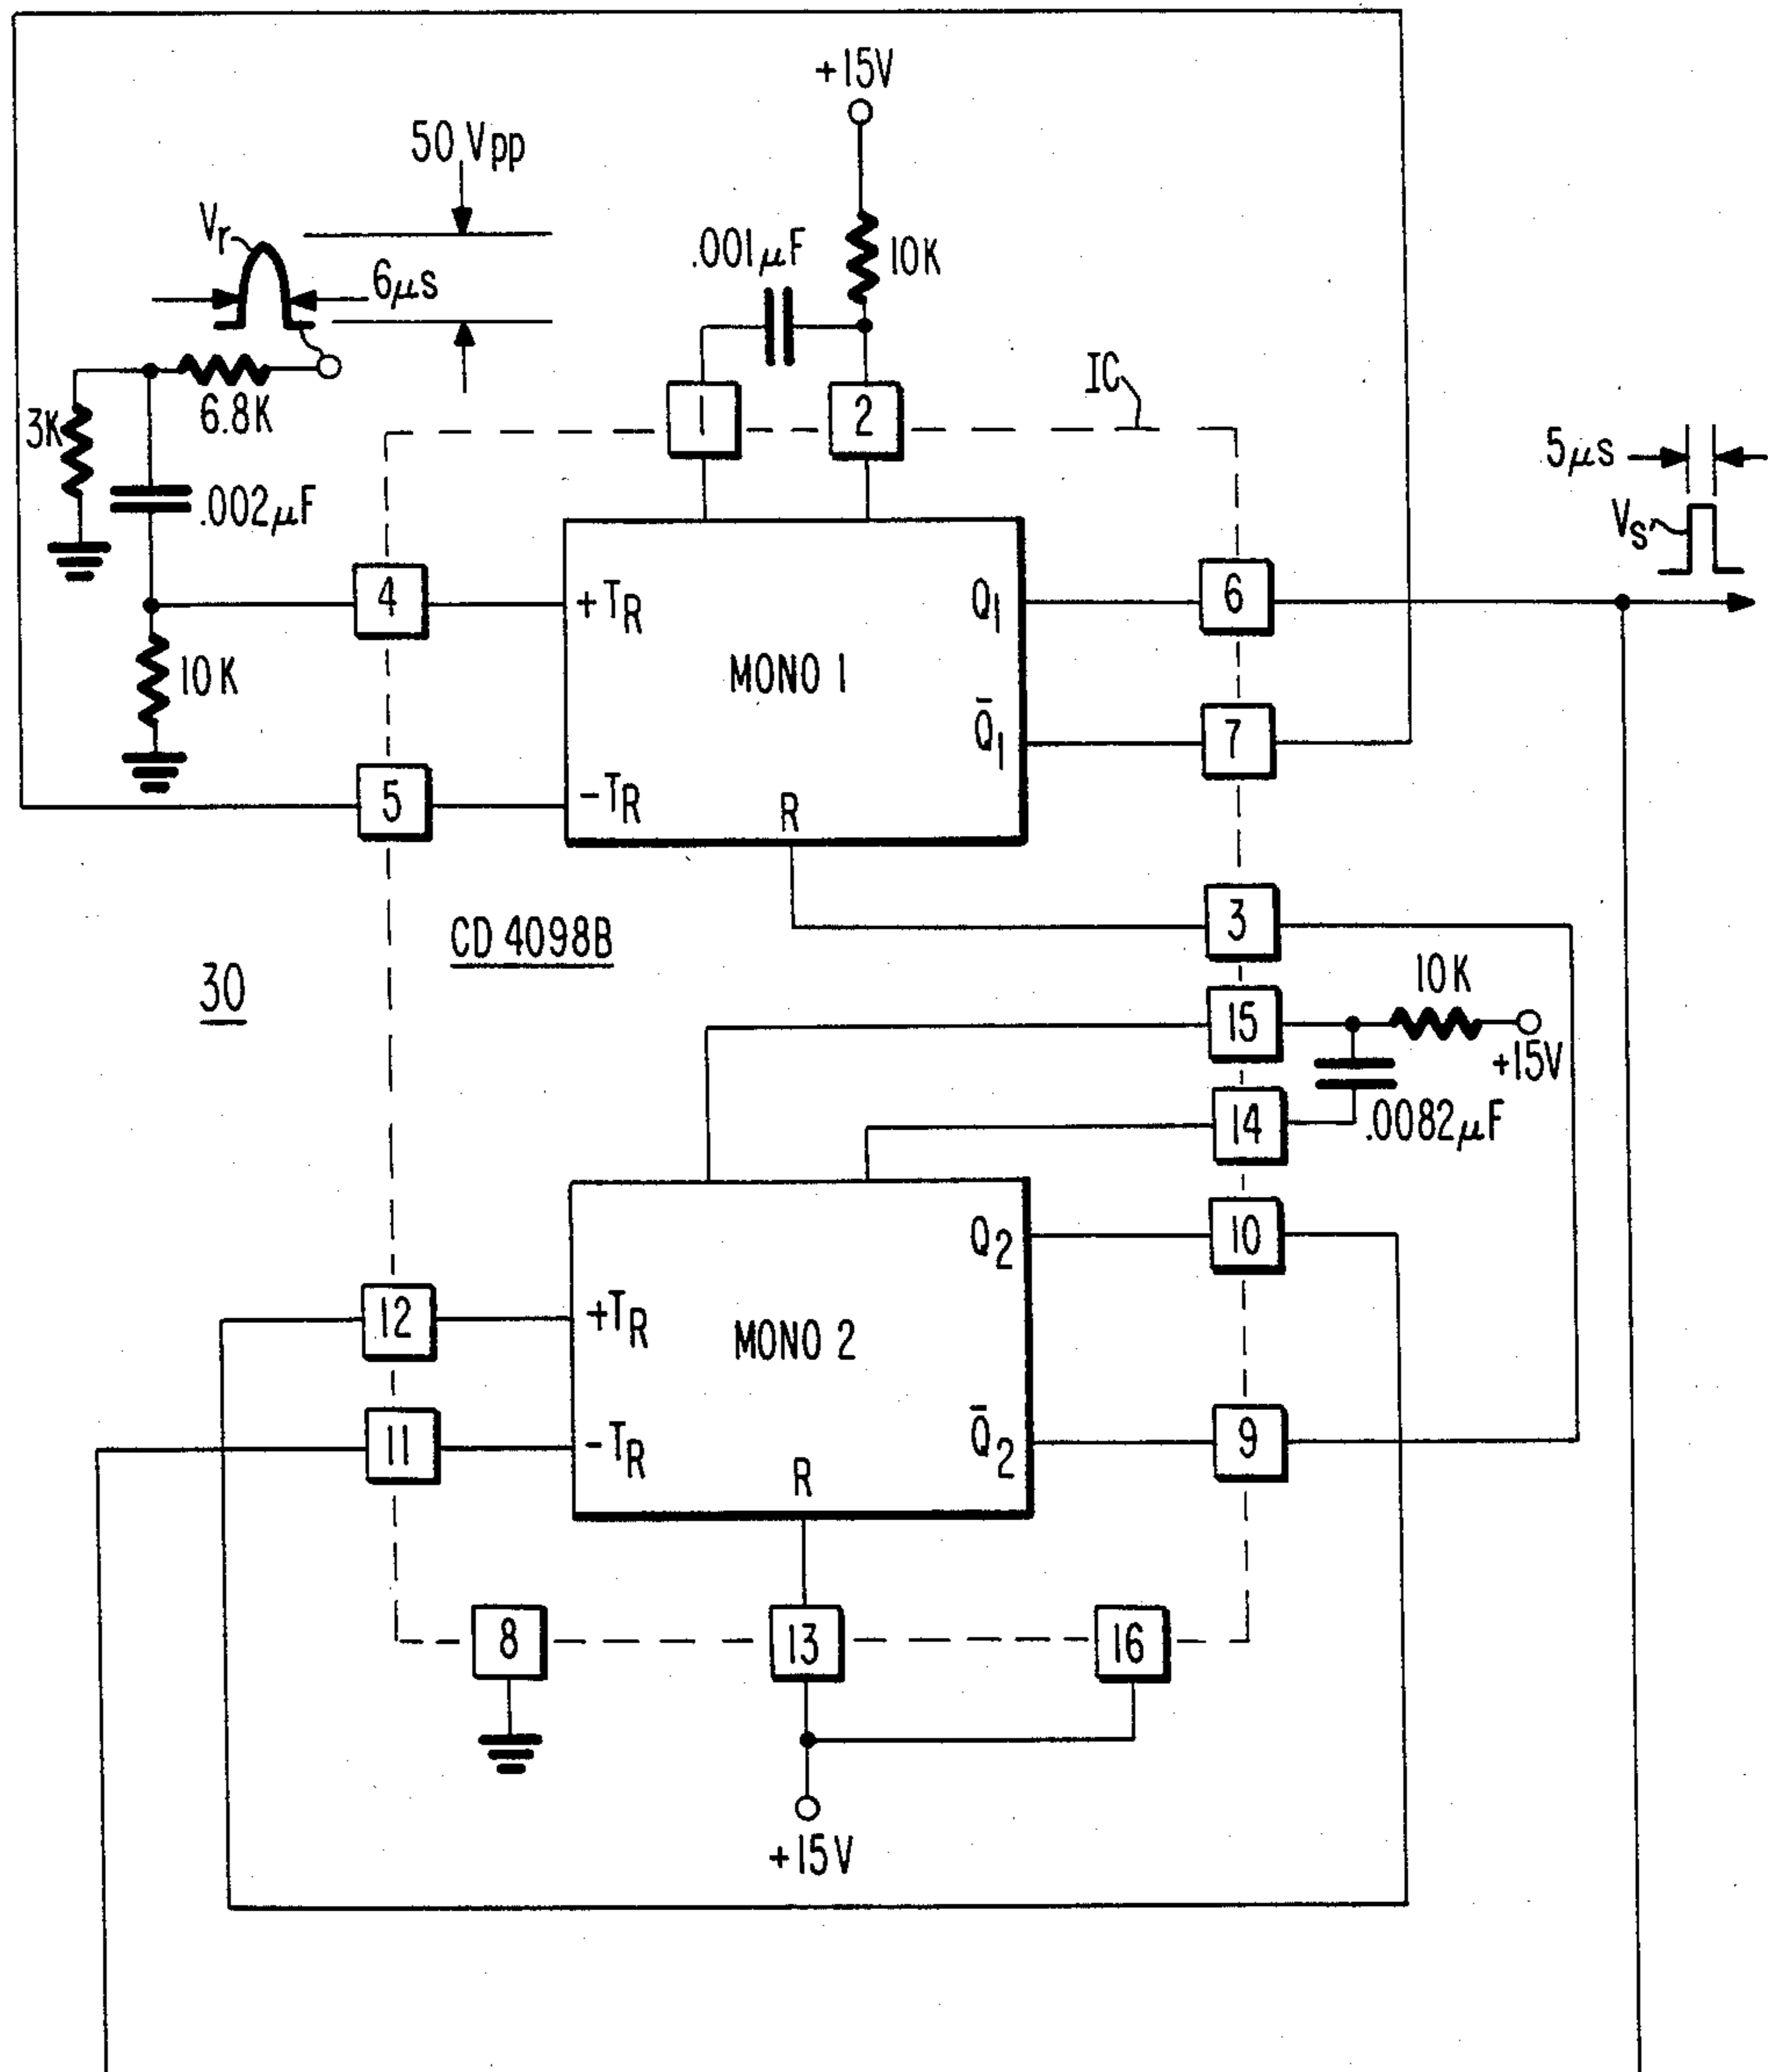 +15V
50 Vpp
Vr
.001µF
10K
6µs
IC
1
2
3K
6.8K
5µs
.002µF
Vs
4
+TR
Q1
6
10K
MONO 1
Q̄1
7
5
-TR
R
3
CD 4098B
10K
30
15
+15V
14
.0082µF
Q2
10
12
+TR
MONO 2
11
-TR
Q̄2
9
R
8
13
16
+15V